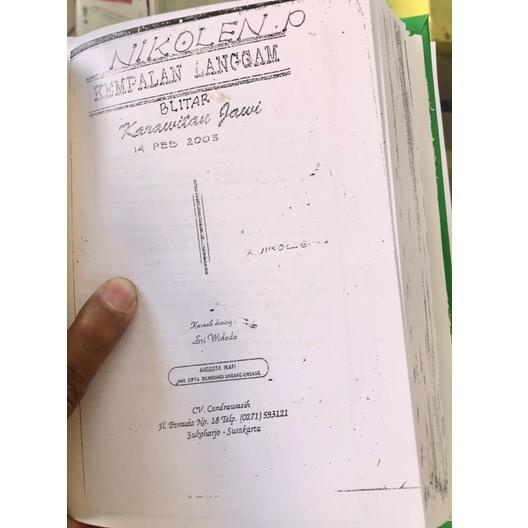 NIKOLEN.P
KEMPALAN LANGGAM
BLITAR
Karawitan Jawi
14 PEB 2003
NIKOLEN
Sri Widodo
ANGGOTA IKAPI
HAK CIPTA DILINDUNGI UNDANG-UNDANG
CV. Cendrawasih
Jl. Pemuda No. 18 Telp. (0271) 593121
Sukoharjo - Surakarta